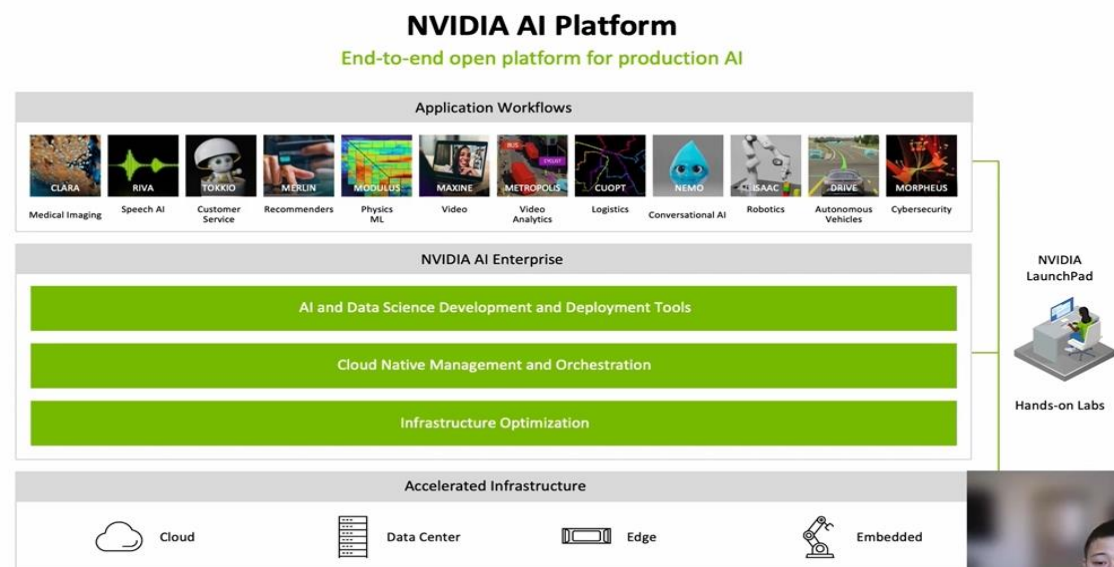 NVIDIA AI Platform
End-to-end open platform for production AI
Application Workflows
CLARA
RIVA
TOKKIO
MERLIN
MODULUS
MAXINE
BUS
CYCLIST
METROPOLIS
CUOPT
NEMO
ISAAC
DRIVE
MORPHEUS
Medical Imaging
Speech AI
Customer
Service
Recommenders
Physics
ML
Video
Video
Analytics
Logistics
Conversational AI
Robotics
Autonomous
Vehicles
Cybersecurity
NVIDIA AI Enterprise
AI and Data Science Development and Deployment Tools
Cloud Native Management and Orchestration
Infrastructure Optimization
NVIDIA
LaunchPad
Hands-on Labs
Accelerated Infrastructure
Cloud
Data Center
Edge
Embedded